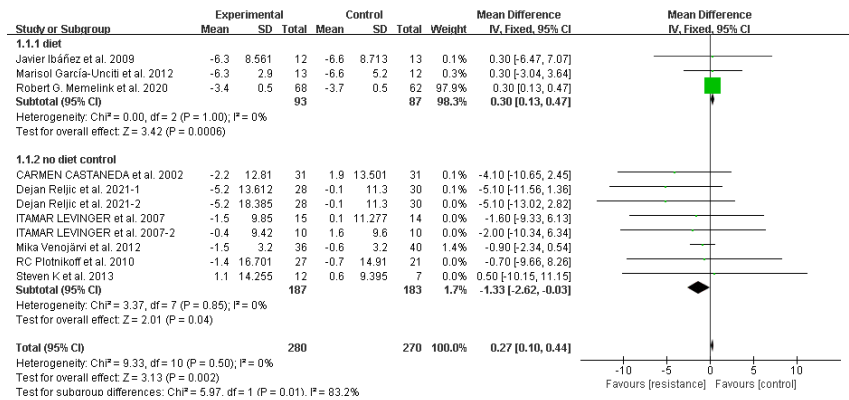 Experimental Control Mean Difference Mean Difference
Study or Subgroup Mean SD Total Mean SD Total Weight IV, Fixed, 95% CI IV, Fixed, 95% CI
1.1.1 diet
Javier Ibáñez et al. 2009 -6.3 8.561 12 -6.6 8.713 13 0.1% 0.30 [-6.47, 7.07]
Marisol García-Unciti et al. 2012 -6.3 2.9 13 -6.6 5.2 12 0.3% 0.30 [-3.04, 3.64]
Robert G. Memelink et al. 2020 -3.4 0.5 68 -3.7 0.5 62 97.9% 0.30 [0.13, 0.47]
Subtotal (95% CI) 93 87 98.3% 0.30 [0.13, 0.47]
Heterogeneity: Chi² = 0.00, df = 2 (P = 1.00); I² = 0%
Test for overall effect: Z = 3.42 (P = 0.0006)
1.1.2 no diet control
CARMEN CASTANEDA et al. 2002 -2.2 12.81 31 1.9 13.501 31 0.1% -4.10 [-10.65, 2.45]
Dejan Reljic et al. 2021-1 -5.2 13.612 28 -0.1 11.3 30 0.1% -5.10 [-11.56, 1.36]
Dejan Reljic et al. 2021-2 -5.2 18.385 28 -0.1 11.3 30 0.0% -5.10 [-13.02, 2.82]
ITAMAR LEVINGER et al. 2007 -1.5 9.85 15 0.1 11.277 14 0.0% -1.60 [-9.33, 6.13]
ITAMAR LEVINGER et al. 2007-2 -0.4 9.42 10 1.6 9.6 10 0.0% -2.00 [-10.34, 6.34]
Mika Venojärvi et al. 2012 -1.5 3.2 36 -0.6 3.2 40 1.4% -0.90 [-2.34, 0.54]
RC Plotnikoff et al. 2010 -1.4 16.701 27 -0.7 14.91 21 0.0% -0.70 [-9.66, 8.26]
Steven K et al. 2013 1.1 14.255 12 0.6 9.395 7 0.0% 0.50 [-10.15, 11.15]
Subtotal (95% CI) 187 183 1.7% -1.33 [-2.62, -0.03]
Heterogeneity: Chi² = 3.37, df = 7 (P = 0.85); I² = 0%
Test for overall effect: Z = 2.01 (P = 0.04)
Total (95% CI) 280 270 100.0% 0.27 [0.10, 0.44]
Heterogeneity: Chi² = 9.33, df = 10 (P = 0.50); I² = 0%
Test for overall effect: Z = 3.13 (P = 0.002)
Test for subgroup differences: Chi² = 5.97, df = 1 (P = 0.01), I² = 83.2%
-10 -5 0 5 10
Favours [resistance] Favours [control]